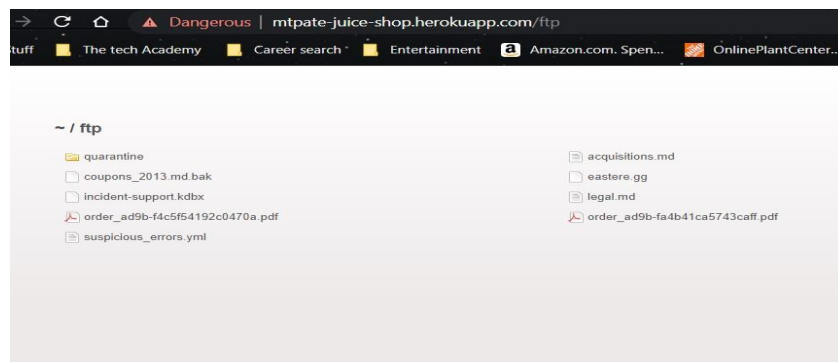 Dangerous | mtpate-juice-shop.herokuapp.com/ftp
tuff The tech Academy Career search Entertainment a Amazon.com. Spen... OnlinePlantCenter..
~ / ftp
quarantine acquisitions.md
coupons_2013.md.bak eastere.gg
incident-support.kdbx legal.md
order_ad9b-f4c5f54192c0470a.pdf order_ad9b-fa4b41ca5743caff.pdf
suspicious_errors.yml